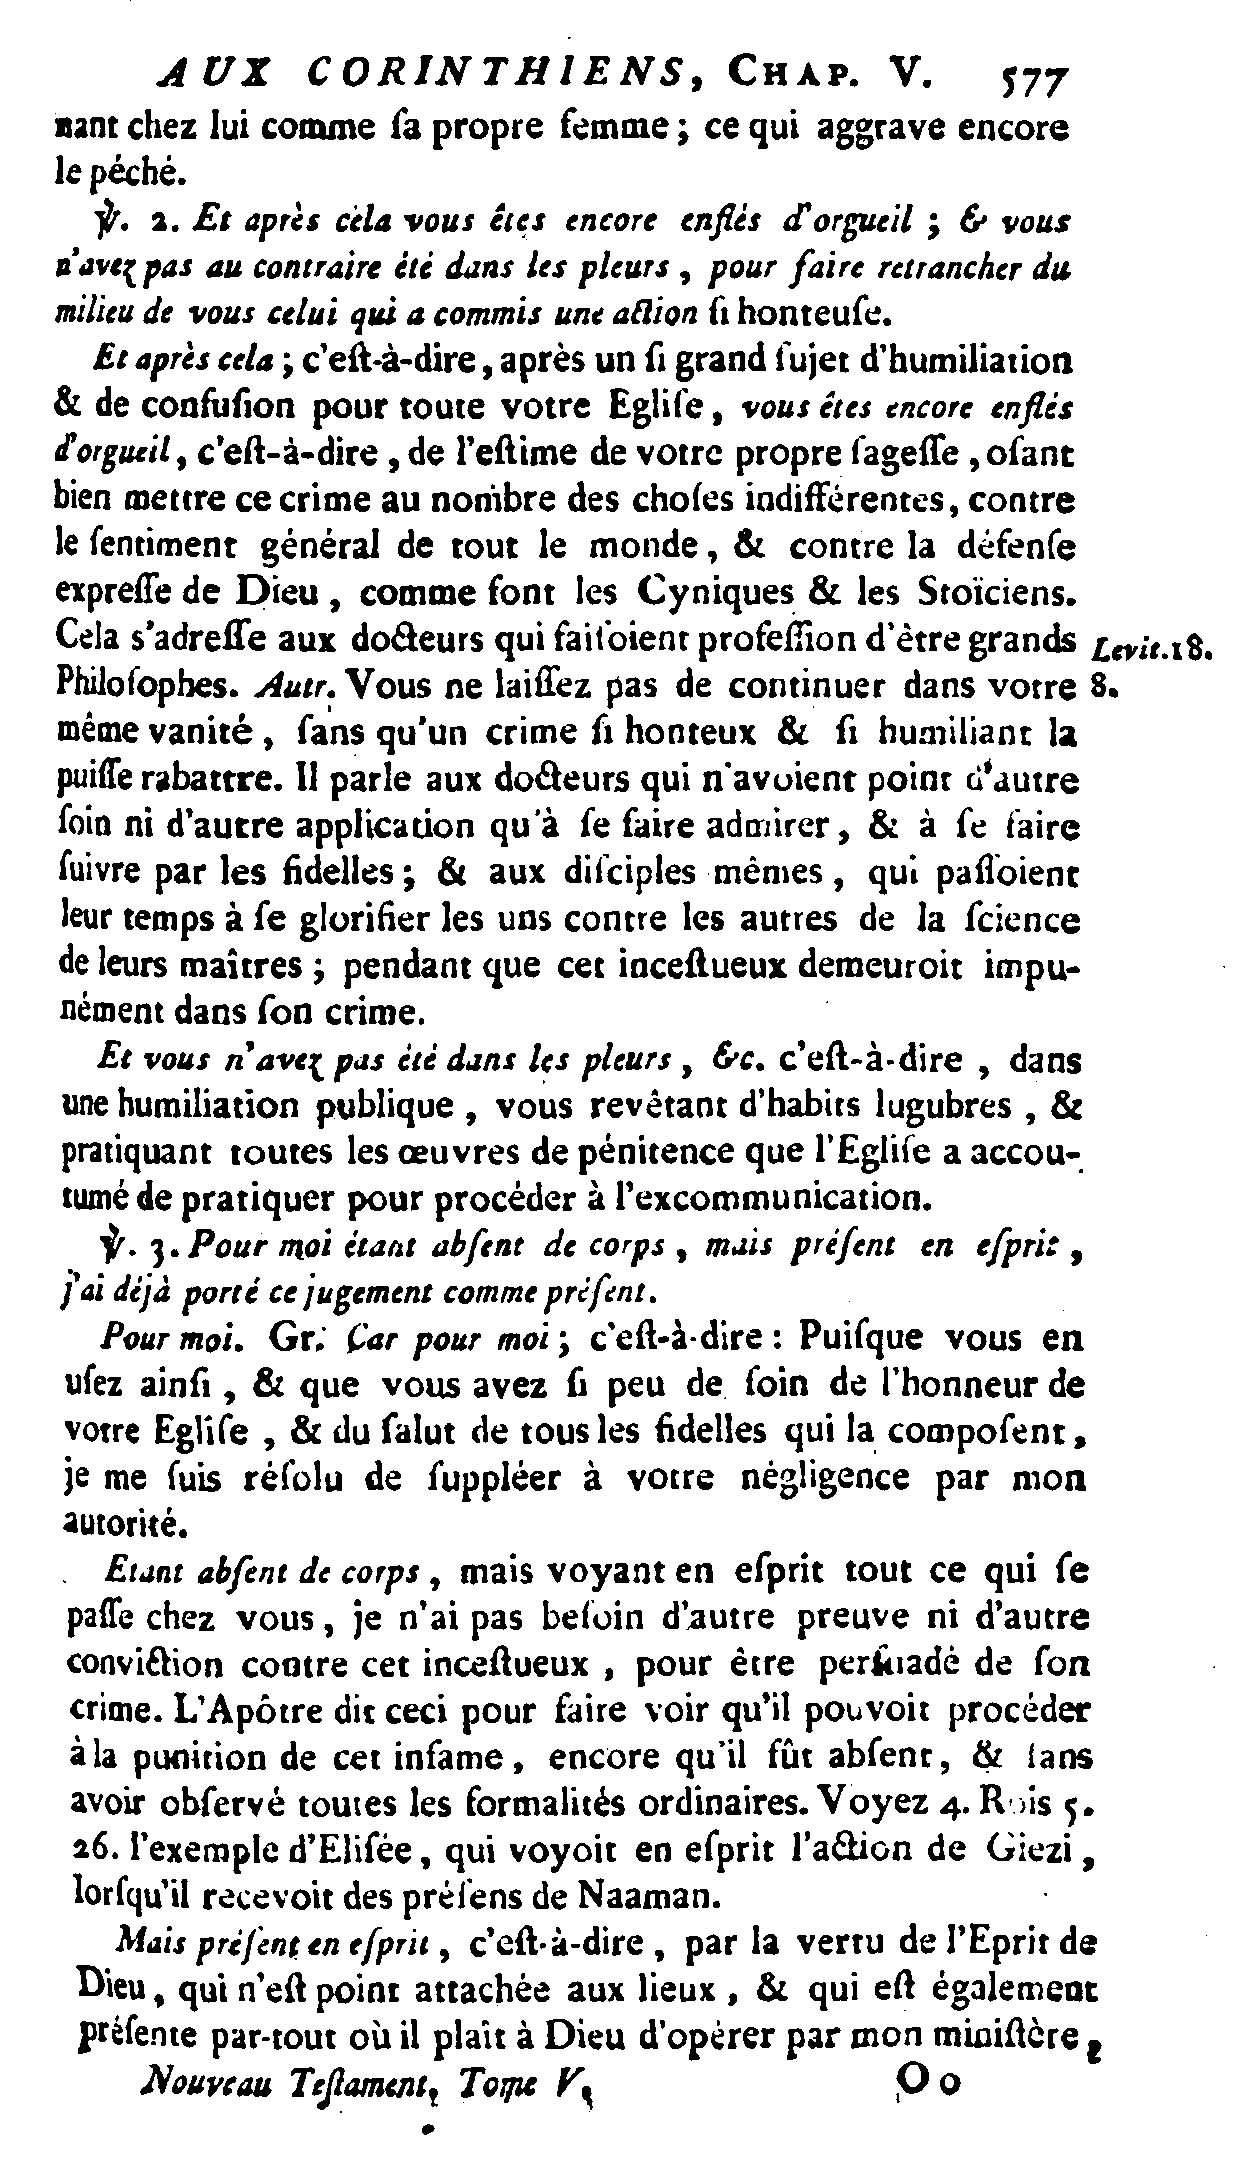 AUX CORINTHIENS, CHAP. V. 577
nant chez lui comme ſa propre femme ; ce qui aggrave encore
le péché.
℣. 2. Et après cela vous êtes encore enflés d'orgueil ; & vous
n'avez pas au contraire été dans les pleurs , pour faire retrancher du
milieu de vous celui qui a commis une action ſi honteuſe.
Et après cela ; c'eſt-à-dire, après un ſi grand ſujet d'humiliation
& de confuſion pour toute votre Egliſe, vous êtes encore enflés
d'orgueil, c'eſt-à-dire, de l'eſtime de votre propre ſageſſe, oſant
bien mettre ce crime au nombre des choſes indifférentes, contre
le ſentiment général de tout le monde, & contre la défenſe
expreſſe de Dieu , comme font les Cyniques & les Stoïciens.
Cela s'adreſſe aux docteurs qui faiſoient profeſſion d'être grands Levit.18.
Philoſophes. Autr. Vous ne laiſſez pas de continuer dans votre 8.
même vanité , ſans qu'un crime ſi honteux & ſi humiliant la
puiſſe rabattre. Il parle aux docteurs qui n'avoient point d'autre
ſoin ni d'autre application qu'à ſe faire admirer, & à ſe faire
ſuivre par les fidelles ; & aux diſciples mêmes , qui paſſoient
leur temps à ſe glorifier les uns contre les autres de la ſcience
de leurs maîtres ; pendant que cet inceſtueux demeuroit impu-
nément dans ſon crime.
Et vous n'avez pas été dans les pleurs , &c. c'eſt-à-dire , dans
une humiliation publique , vous revêtant d'habits lugubres , &
pratiquant toutes les œuvres de pénitence que l'Egliſe a accou-
tumé de pratiquer pour procéder à l'excommunication.
℣. 3. Pour moi étant abſent de corps , mais préſent en eſprit ,
j'ai déjà porté ce jugement comme préſent.
Pour moi. Gr. Car pour moi ; c'eſt-à-dire : Puiſque vous en
uſez ainſi , & que vous avez ſi peu de ſoin de l'honneur de
votre Egliſe , & du ſalut de tous les fidelles qui la compoſent,
je me ſuis réſolu de ſuppléer à votre négligence par mon
autorité.
Etant abſent de corps , mais voyant en eſprit tout ce qui ſe
paſſe chez vous, je n'ai pas beſoin d'autre preuve ni d'autre
conviction contre cet inceſtueux , pour être perſuadé de ſon
crime. L'Apôtre dit ceci pour faire voir qu'il pouvoit procéder
à la punition de cet infame, encore qu'il fût abſent, & ſans
avoir obſervé toutes les formalités ordinaires. Voyez 4. Rois 5.
26. l'exemple d'Eliſée, qui voyoit en eſprit l'action de Giezi,
lorſqu'il recevoit des préſens de Naaman.
Mais préſent en eſprit , c'eſt-à-dire , par la vertu de l'Eprit de
Dieu, qui n'eſt point attachée aux lieux , & qui eſt également
préſente par-tout où il plaît à Dieu d'opérer par mon miniſtère,
Nouveau Teſtament, Tome V. O o